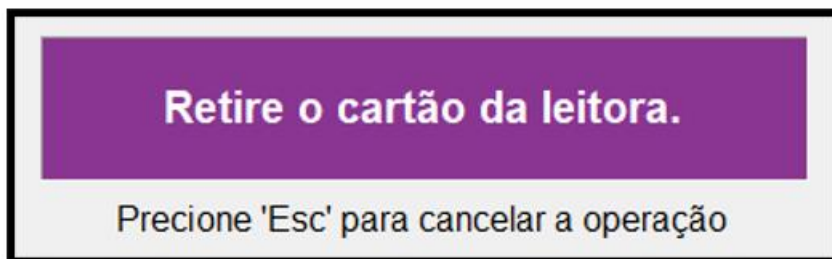 Retire o cartão da leitora.
Precione 'Esc' para cancelar a operação